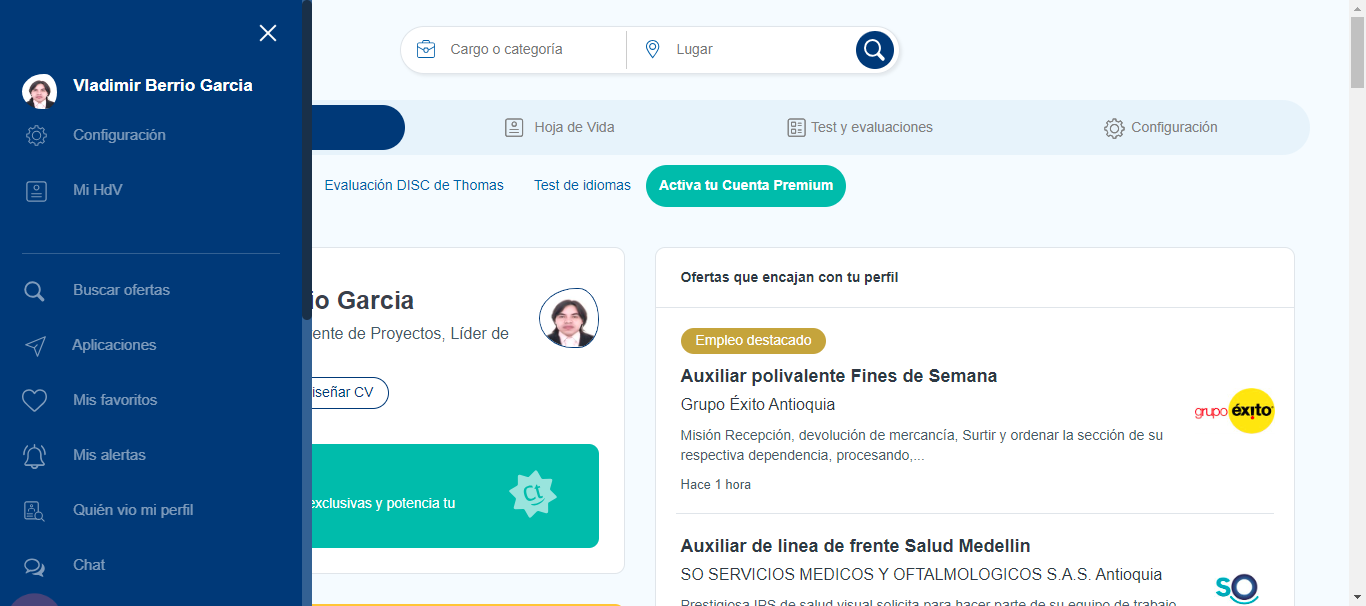 Vladimir Berrio Garcia
Configuración
Mi HdV
Buscar ofertas
Aplicaciones
Mis favoritos
Mis alertas
Quién vio mi perfil
Chat
Cargo o categoría
Lugar
Hoja de Vida
Test y evaluaciones
Configuración
Evaluación DISC de Thomas
Test de idiomas
Activa tu Cuenta Premium
io Garcia
ente de Proyectos, Líder de
iseñar CV
exclusivas y potencia tu
Ct
Ofertas que encajan con tu perfil
Empleo destacado
Auxiliar polivalente Fines de Semana
Grupo Éxito Antioquia
grupo éxito
Misión Recepción, devolución de mercancía, Surtir y ordenar la sección de su
respectiva dependencia, procesando,...
Hace 1 hora
Auxiliar de linea de frente Salud Medellin
SO SERVICIOS MEDICOS Y OFTALMOLOGICOS S.A.S. Antioquia
SO
Prestigiosa IPS de salud visual solicita para hacer parte de su equipo de trabajo